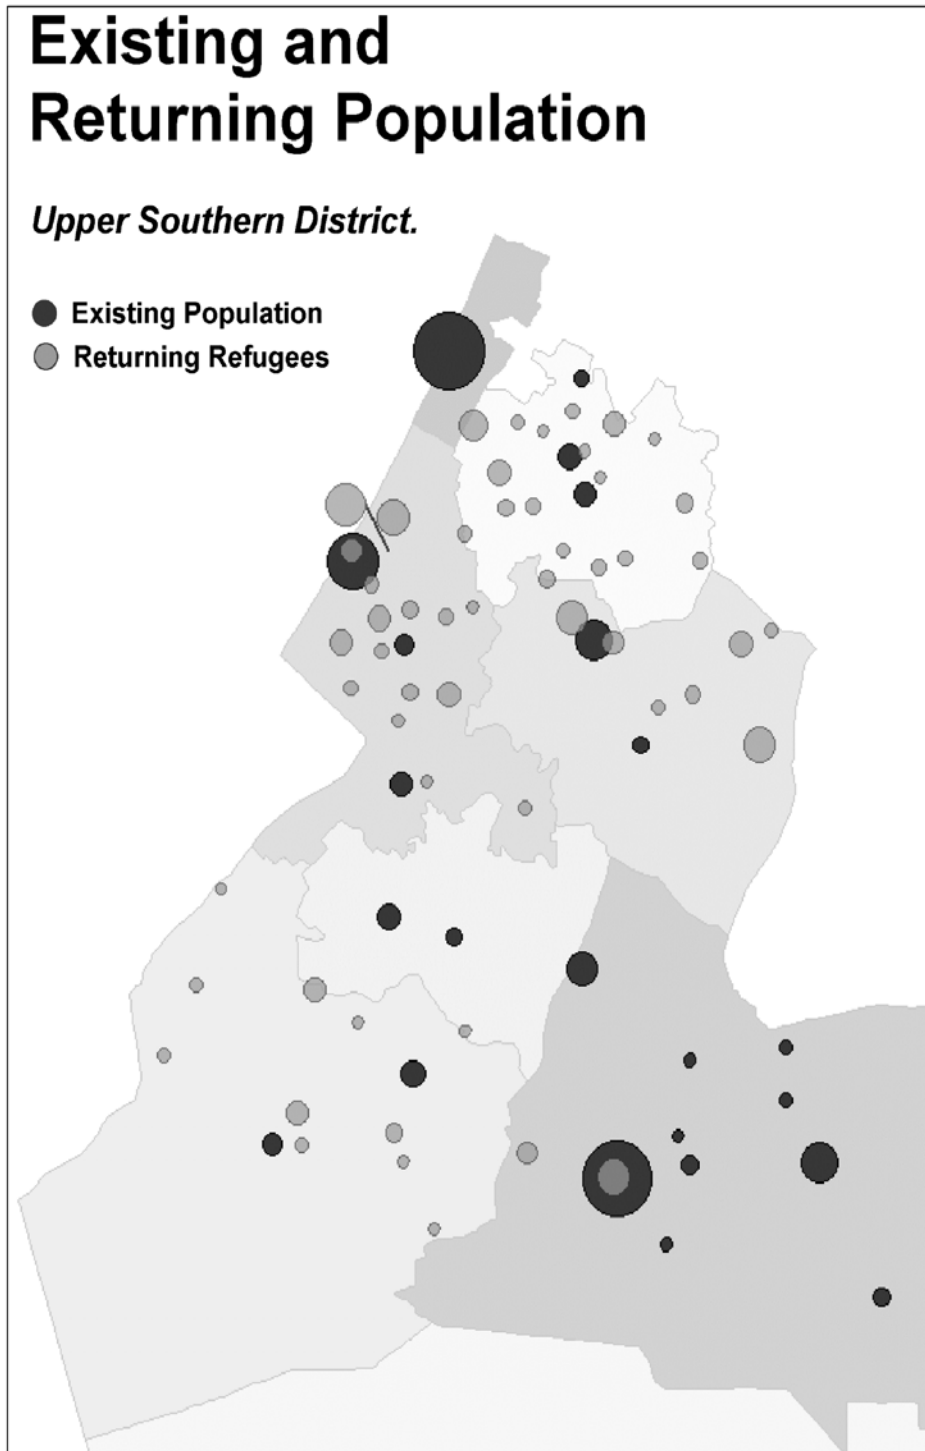 Existing and
Returning Population
Upper Southern District.
Existing Population
Returning Refugees